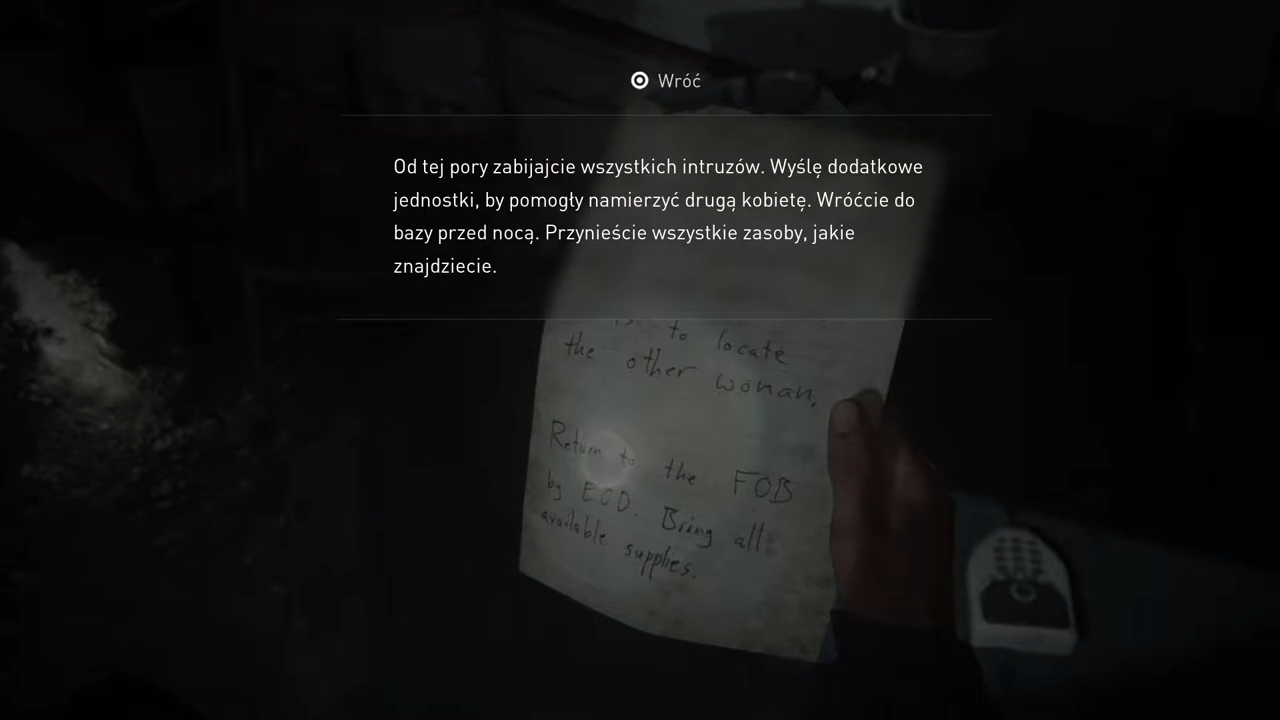 Wróć
Od tej pory zabijajcie wszystkich intruzów. Wyślę dodatkowe
jednostki, by pomogły namierzyć drugą kobietę. Wróćcie do
bazy przed nocą. Przynieście wszystkie zasoby, jakie
znajdziecie.
is to locate
the other woman.
Return to the FOB
by EOD. Bring all
available supplies.